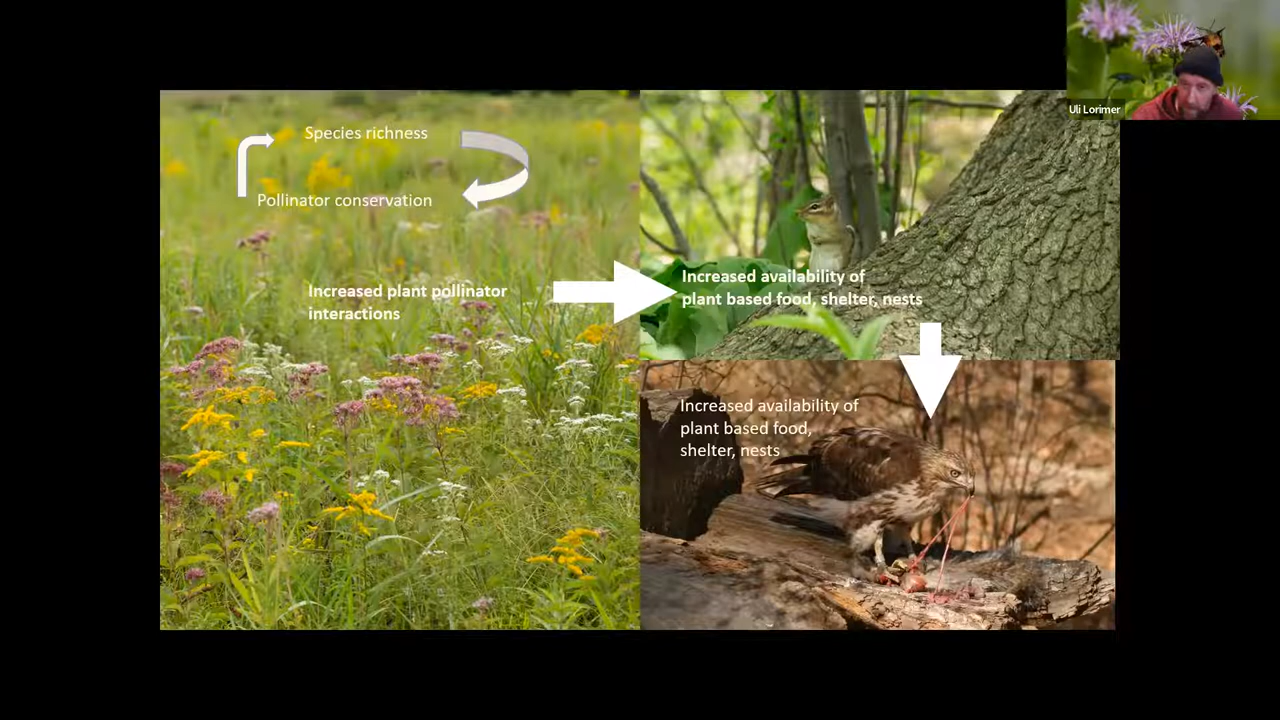 Species richness
Pollinator conservation
Increased plant pollinator
interactions
Increased availability of
plant based food, shelter, nests
Increased availability of
plant based food,
shelter, nests
Uli Lorimer